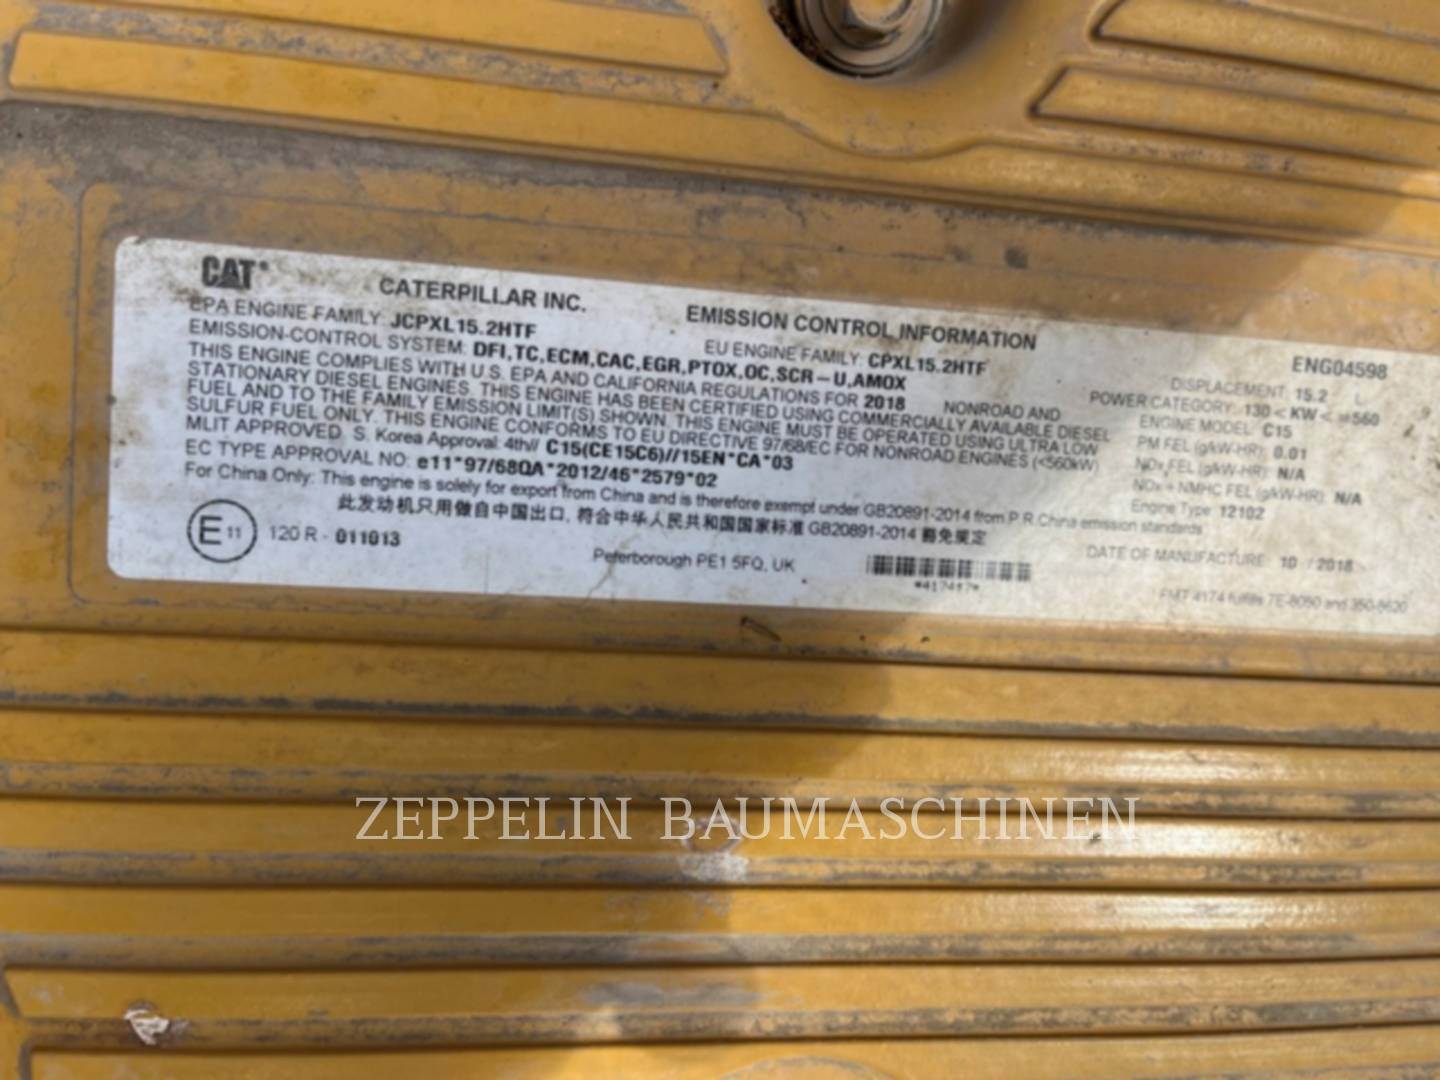 CAT
CATERPILLAR INC.
EMISSION CONTROL INFORMATION
ENG04598
EPA ENGINE FAMILY: JCPXL15.2HTF
EU ENGINE FAMILY: CPXL15.2HTF
DISPLACEMENT: 15.2 L
EMISSION-CONTROL SYSTEM: DFI,TC,ECM,CAC,EGR,PTOX,OC,SCR-U,AMOX
POWER CATEGORY: 130 < KW < =560
THIS ENGINE COMPLIES WITH U.S. EPA AND CALIFORNIA REGULATIONS FOR 2018 NONROAD AND
ENGINE MODEL: C15
STATIONARY DIESEL ENGINES. THIS ENGINE HAS BEEN CERTIFIED USING COMMERCIALLY AVAILABLE DIESEL
PM FEL (g/kW-HR): 0.01
FUEL AND TO THE FAMILY EMISSION LIMIT(S) SHOWN. THIS ENGINE MUST BE OPERATED USING ULTRA LOW
NOx FEL (g/kW-HR): N/A
SULFUR FUEL ONLY. THIS ENGINE CONFORMS TO EU DIRECTIVE 97/68/EC FOR NONROAD ENGINES (<560kW)
NOx + NMHC FEL (g/kW-HR): N/A
MLIT APPROVED. S. Korea Approval: 4th// C15(CE15C6)//15EN*CA*03
Engine Type: 12102
EC TYPE APPROVAL NO: e11*97/68QA*2012/46*2579*02
For China Only: This engine is solely for export from China and is therefore exempt under GB20891-2014 from P.R.China emission standards
此发动机只用做自中国出口, 符合中华人民共和国国家标准 GB20891-2014 豁免规定
E 11 120 R - 011013
DATE OF MANUFACTURE: 10 / 2018
Peterborough PE1 5FQ, UK
*417417*
ZEPPELIN BAUMASCHINEN